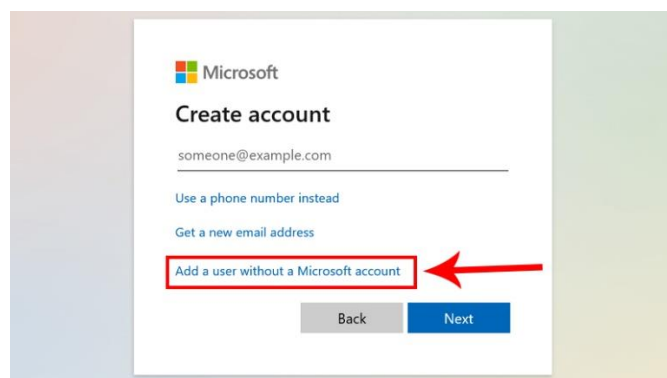 Microsoft
Create account
someone@example.com
Use a phone number instead
Get a new email address
Add a user without a Microsoft account
Back
Next